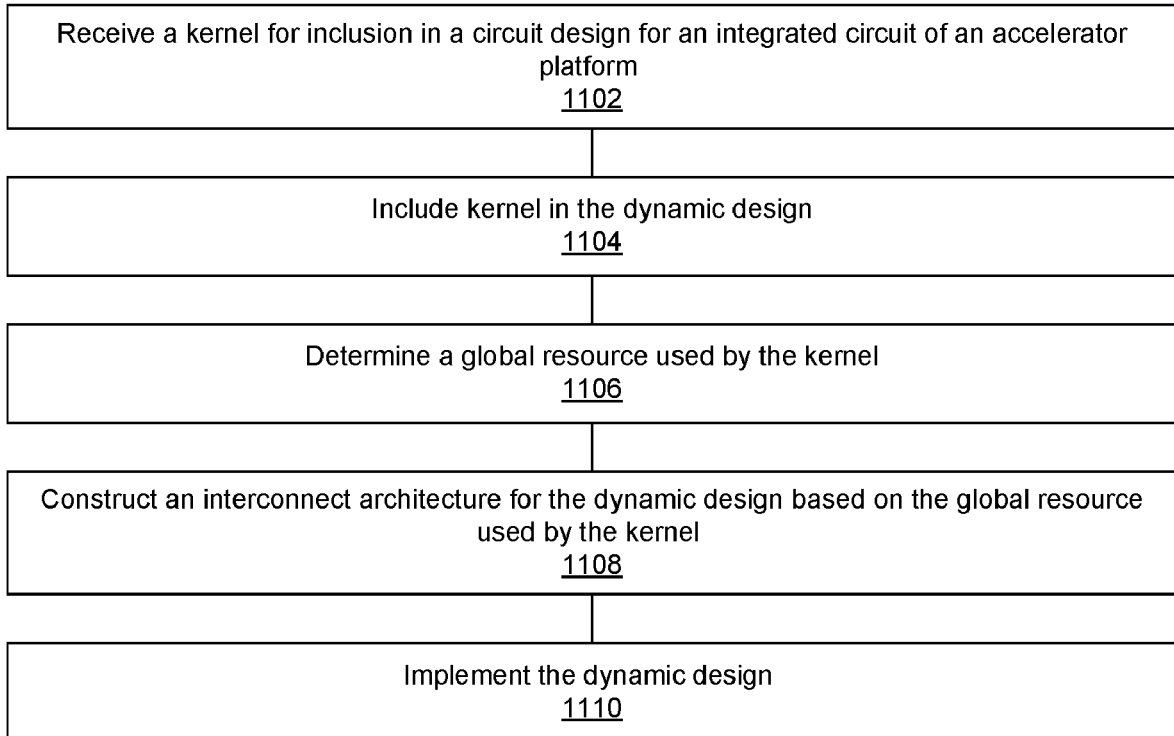 Receive a kernel for inclusion in a circuit design for an integrated circuit of an accelerator
platform
1102
Include kernel in the dynamic design
1104
Determine a global resource used by the kernel
1106
Construct an interconnect architecture for the dynamic design based on the global resource
used by the kernel
1108
Implement the dynamic design
1110